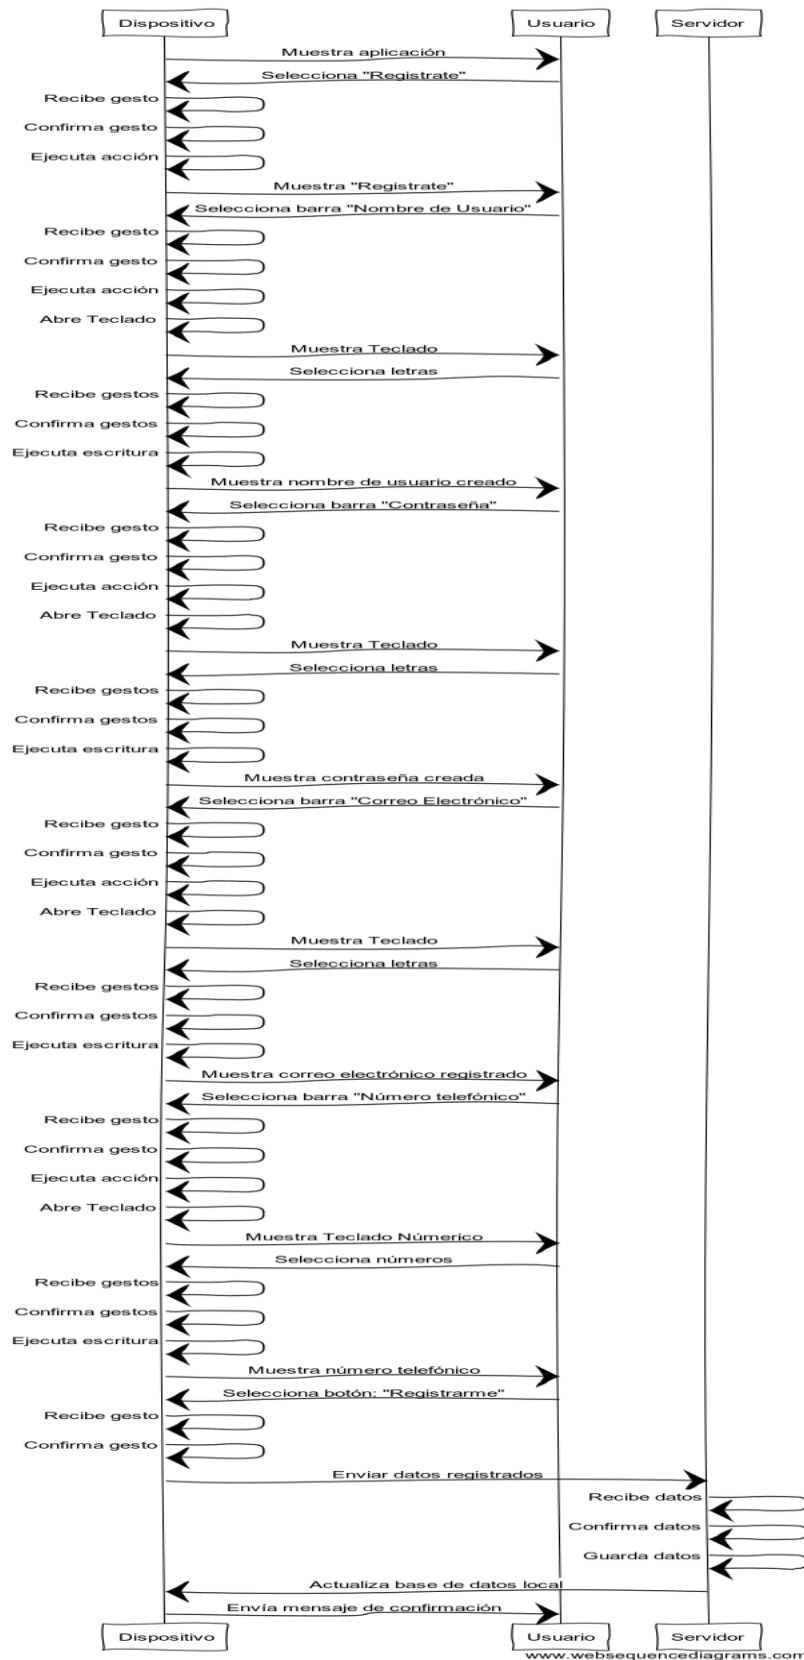 Dispositivo
Usuario
Servidor
Muestra aplicación
Selecciona "Registrate"
Recibe gesto
Confirma gesto
Ejecuta acción
Muestra "Registrate"
Selecciona barra "Nombre de Usuario"
Recibe gesto
Confirma gesto
Ejecuta acción
Abre Teclado
Muestra Teclado
Selecciona letras
Recibe gestos
Confirma gestos
Ejecuta escritura
Muestra nombre de usuario creado
Selecciona barra "Contraseña"
Recibe gesto
Confirma gesto
Ejecuta acción
Abre Teclado
Muestra Teclado
Selecciona letras
Recibe gestos
Confirma gestos
Ejecuta escritura
Muestra contraseña creada
Selecciona barra "Correo Electrónico"
Recibe gesto
Confirma gesto
Ejecuta acción
Abre Teclado
Muestra Teclado
Selecciona letras
Recibe gestos
Confirma gestos
Ejecuta escritura
Muestra correo electrónico registrado
Selecciona barra "Número telefónico"
Recibe gesto
Confirma gesto
Ejecuta acción
Abre Teclado
Muestra Teclado Númerico
Selecciona números
Recibe gestos
Confirma gestos
Ejecuta escritura
Muestra número telefónico
Selecciona botón: "Registrarme"
Recibe gesto
Confirma gesto
Enviar datos registrados
Recibe datos
Confirma datos
Guarda datos
Actualiza base de datos local
Envía mensaje de confirmación
Dispositivo
Usuario
Servidor
www.websequencediagrams.com